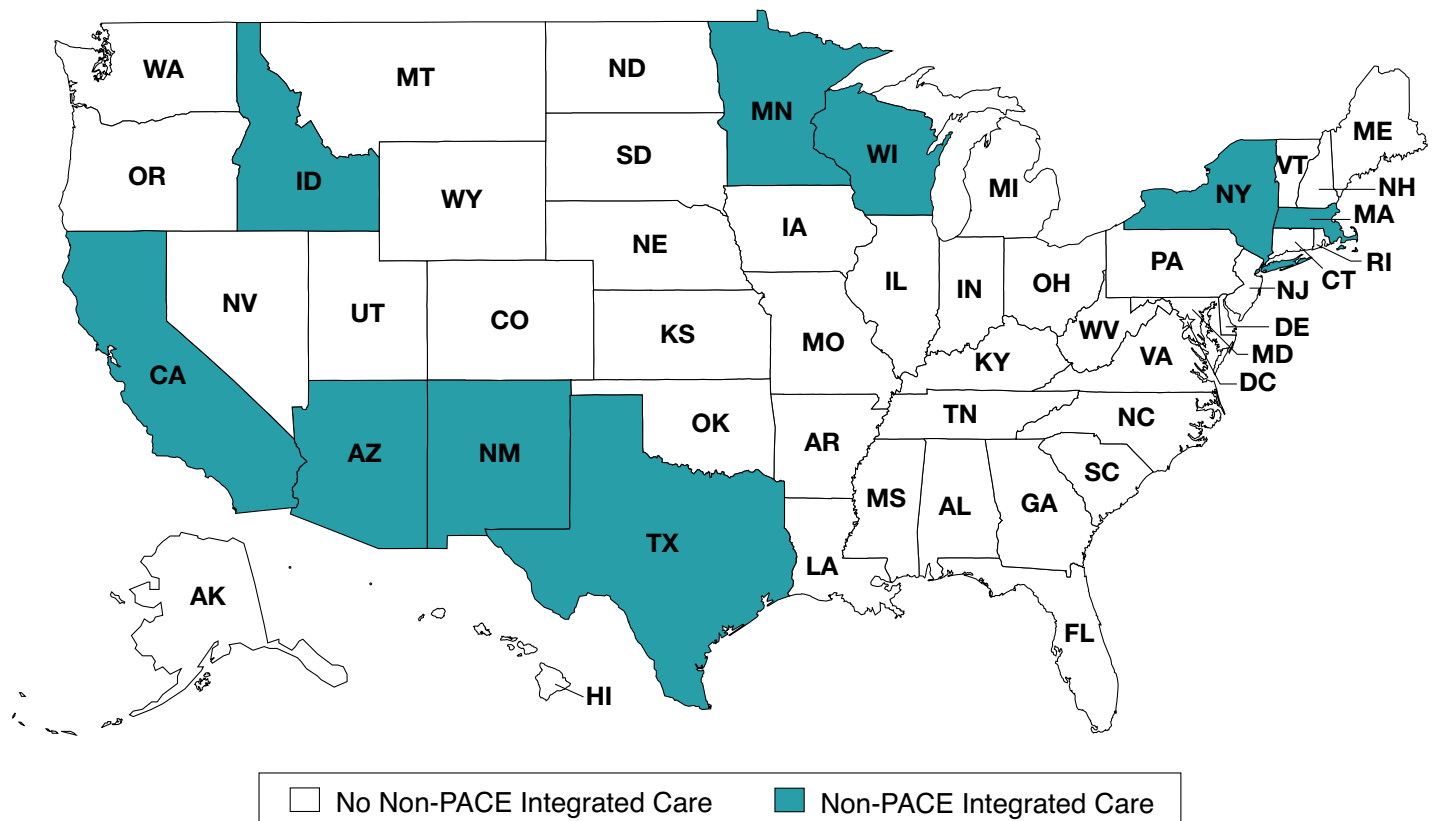 WA
MT
ND
MN
ME
OR
ID
SD
WI
VT
NH
WY
MI
NY
MA
IA
NE
PA
RI
NV
UT
CO
IL
IN
OH
CT
NJ
KS
MO
WV
DE
CA
KY
VA
MD
DC
AZ
NM
OK
AR
TN
NC
SC
TX
MS
AL
GA
LA
AK
FL
HI
No Non-PACE Integrated Care
Non-PACE Integrated Care